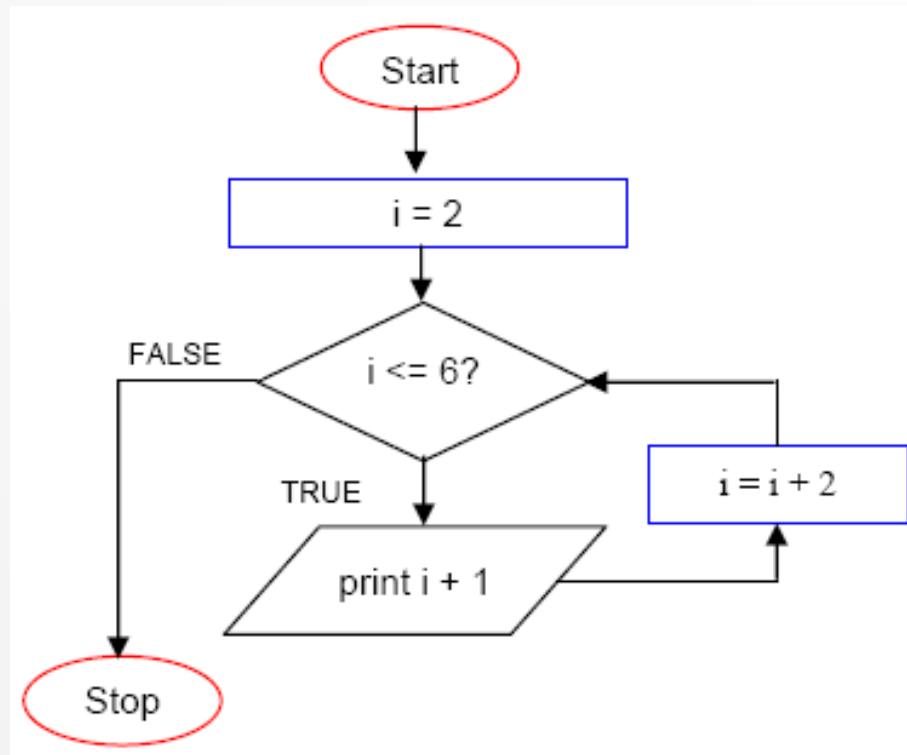 Start
i = 2
i <= 6?
FALSE
TRUE
print i + 1
i = i + 2
Stop